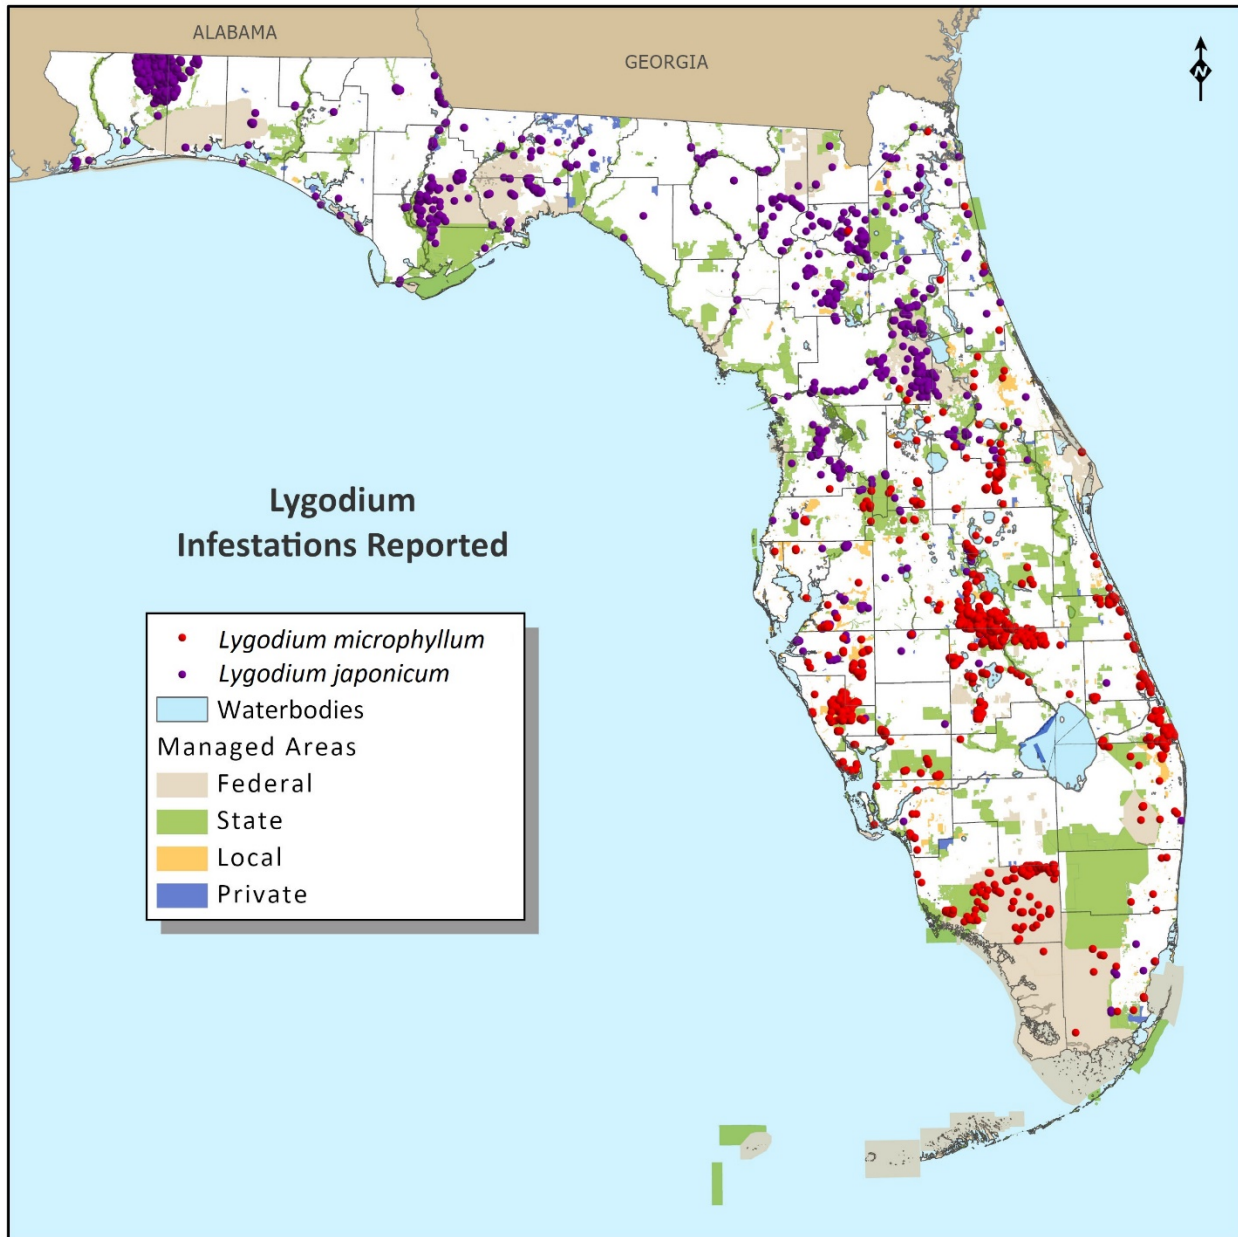 ALABAMA
GEORGIA
N
Lygodium
Infestations Reported
Lygodium microphyllum
Lygodium japonicum
Waterbodies
Managed Areas
Federal
State
Local
Private